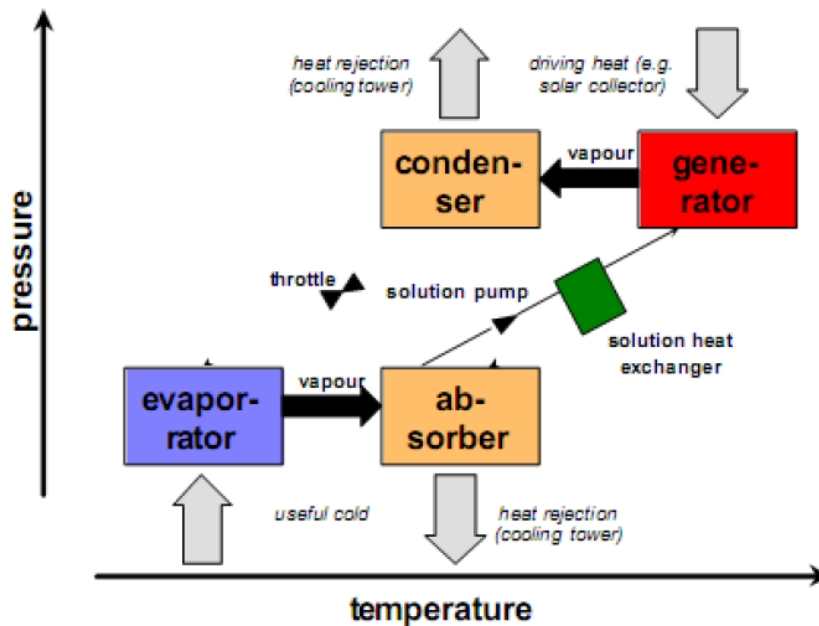 heat rejection
(cooling tower)
driving heat (e.g.
solar collector)
conden-
ser
vapour
gene-
rator
pressure
throttle
solution pump
solution heat
exchanger
evapor-
rator
vapour
ab-
sorber
useful cold
heat rejection
(cooling tower)
temperature